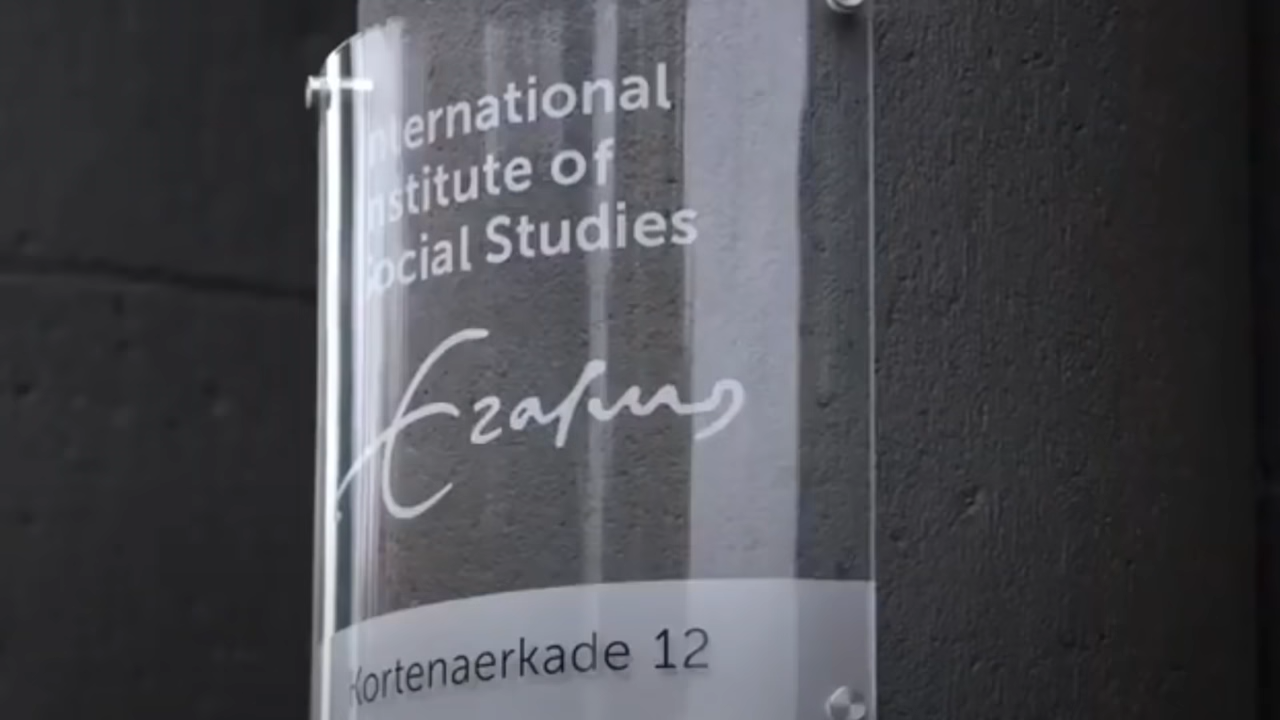 International
Institute of
Social Studies
Erasmus
Kortenaerkade 12